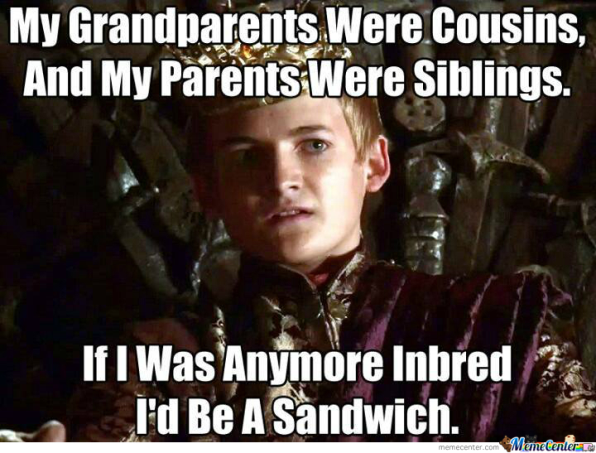 My Grandparents Were Cousins,
And My Parents Were Siblings.
If I Was Anymore Inbred
I'd Be A Sandwich.
memecenter.com MemeCenter